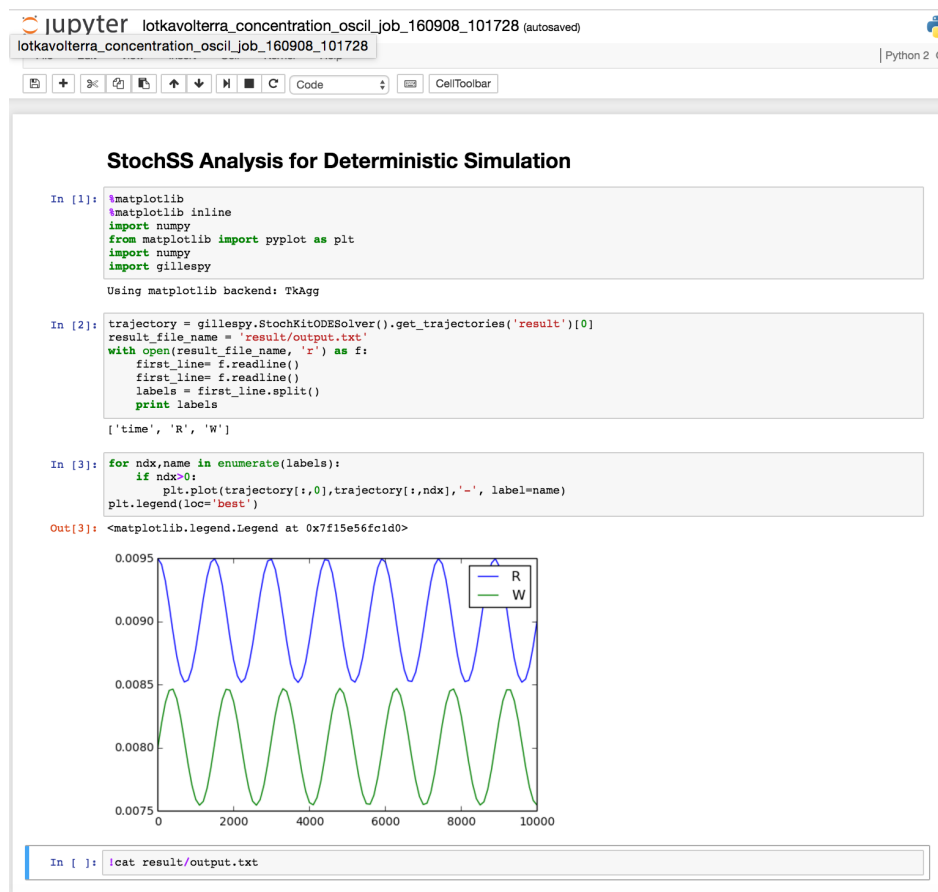 jupyter lotkavolterra_concentration_oscil_job_160908_101728 (autosaved)
lotkavolterra_concentration_oscil_job_160908_101728
Python 2
Code
CellToolbar
StochSS Analysis for Deterministic Simulation
In [1]: %matplotlib
%matplotlib inline
import numpy
from matplotlib import pyplot as plt
import numpy
import gillespy
Using matplotlib backend: TkAgg
In [2]: trajectory = gillespy.StochKitODESolver().get_trajectories('result')[0]
result_file_name = 'result/output.txt'
with open(result_file_name, 'r') as f:
    first_line= f.readline()
    first_line= f.readline()
    labels = first_line.split()
    print labels
['time', 'R', 'W']
In [3]: for ndx,name in enumerate(labels):
    if ndx>0:
        plt.plot(trajectory[:,0],trajectory[:,ndx],'-', label=name)
plt.legend(loc='best')
Out[3]: <matplotlib.legend.Legend at 0x7f15e56fc1d0>
0.0095
R
W
0.0090
0.0085
0.0080
0.0075
0 2000 4000 6000 8000 10000
In [ ]: !cat result/output.txt